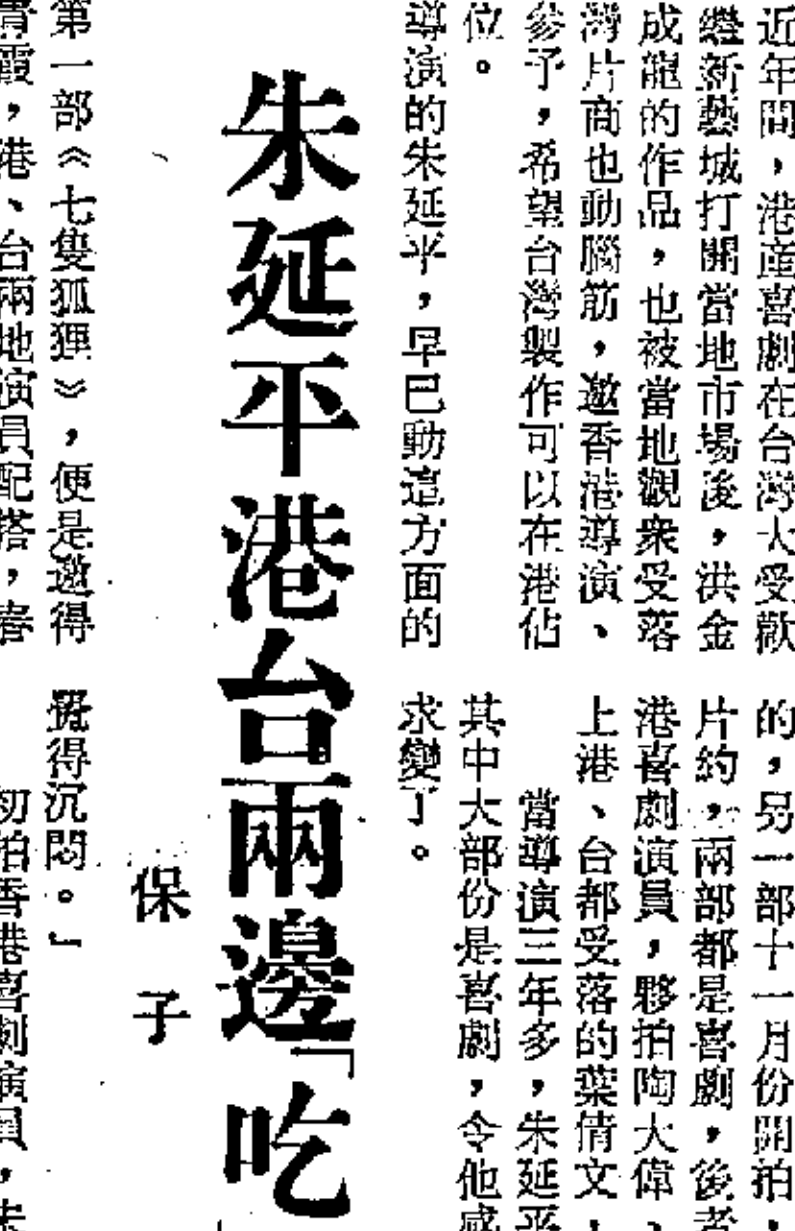 近年間，港產喜劇在台灣大受歡
繼新藝城打開當地市場後，洪金
成龍的作品，也被當地觀衆受落
灣片商也動腦筋，邀香港導演、
參予，希望台灣製作可以在港佔
位。
導演的朱延平，早已動這方面的
的，另一部十一月份開拍，
片約，兩部都是喜劇，後者
港喜劇演員，夥拍陶大偉、
上港、台都受落的葉倩文，
當導演三年多，朱延平
其中大部份是喜劇，令他感
求變了。
朱延平港台兩邊「吃
保子
第一部《七隻狐狸》，便是邀得
青霞，港、台兩地演員配搭，春
覺得沉悶。」
初拍香港喜劇演員，朱